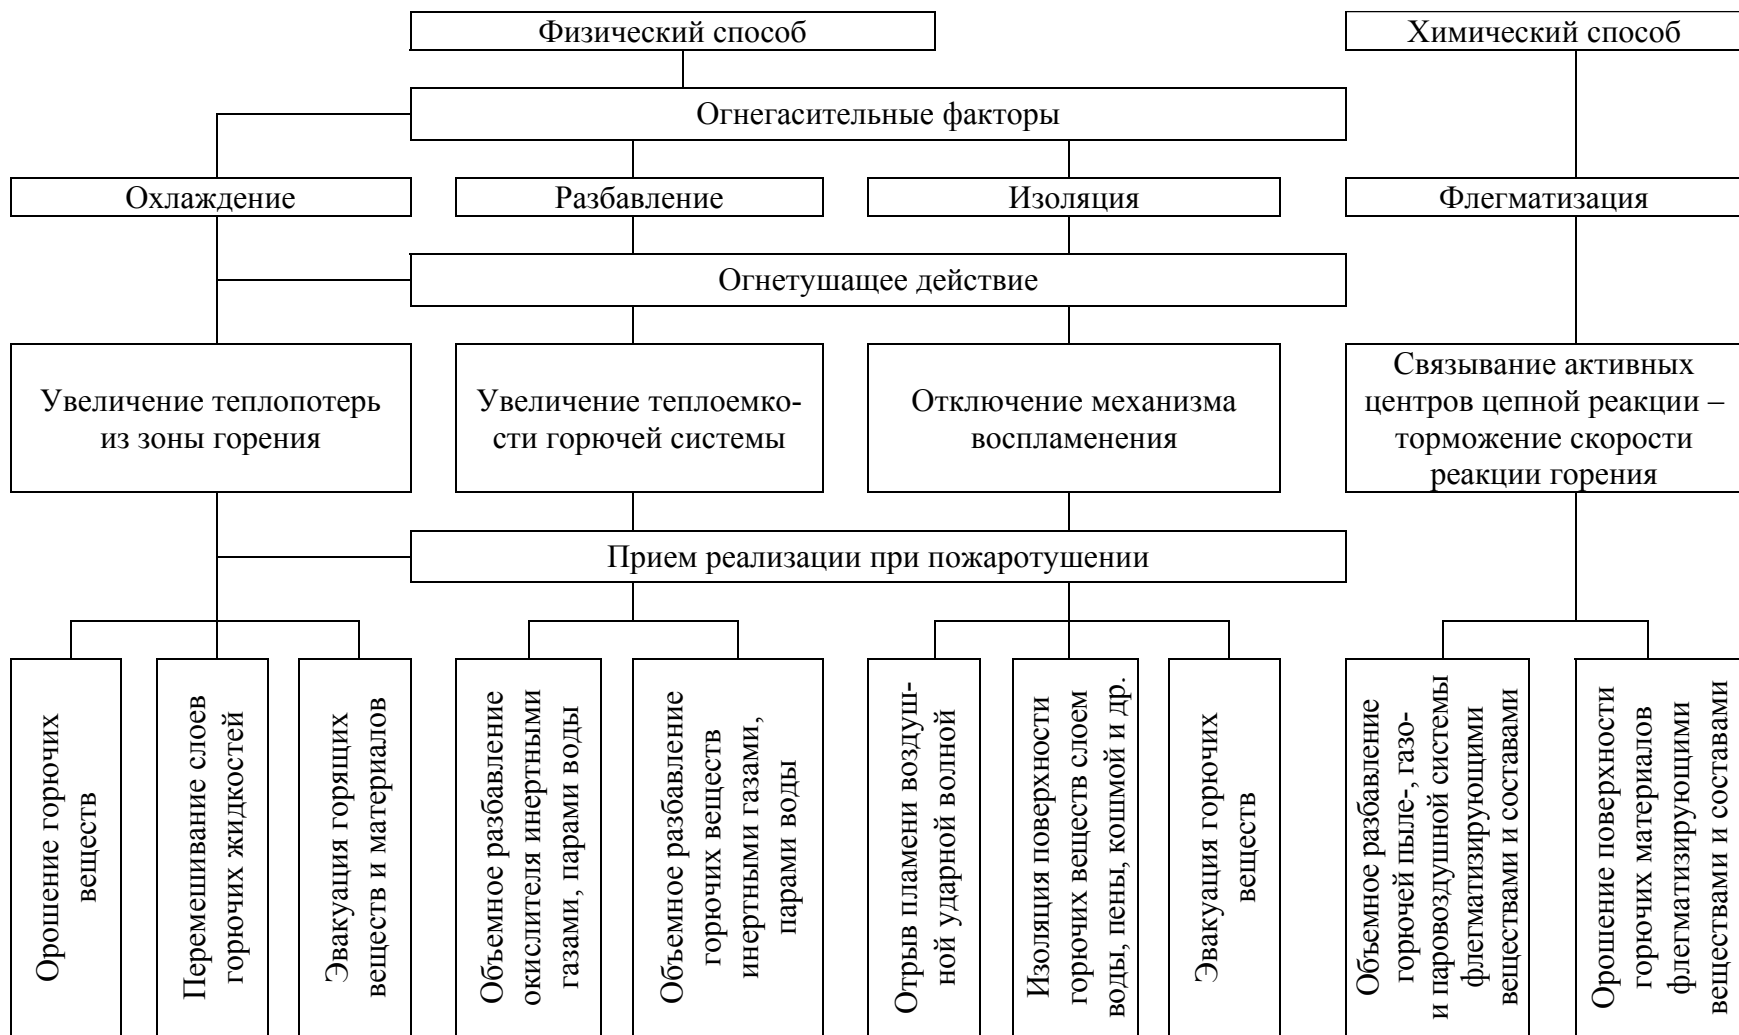 Физический способ
Химический способ
Огнегасительные факторы
Охлаждение
Разбавление
Изоляция
Флегматизация
Огнетушащее действие
Увеличение теплопотерь
из зоны горения
Увеличение теплоемко-
сти горючей системы
Отключение механизма
воспламенения
Связывание активных
центров цепной реакции –
торможение скорости
реакции горения
Прием реализации при пожаротушении
Орошение горючих
веществ
Перемешивание слоев
горючих жидкостей
Эвакуация горящих
веществ и материалов
Объемное разбавление
окислителя инертными
газами, парами воды
Объемное разбавление
горючих веществ
инертными газами,
парами воды
Отрыв пламени воздуш-
ной ударной волной
Изоляция поверхности
горючих веществ слоем
воды, пены, кошмой и др.
Эвакуация горючих
веществ
Объемное разбавление
горючей пыле-, газо-
и паровоздушной системы
флегматизирующими
веществами и составами
Орошение поверхности
горючих материалов
флегматизирующими
веществами и составами